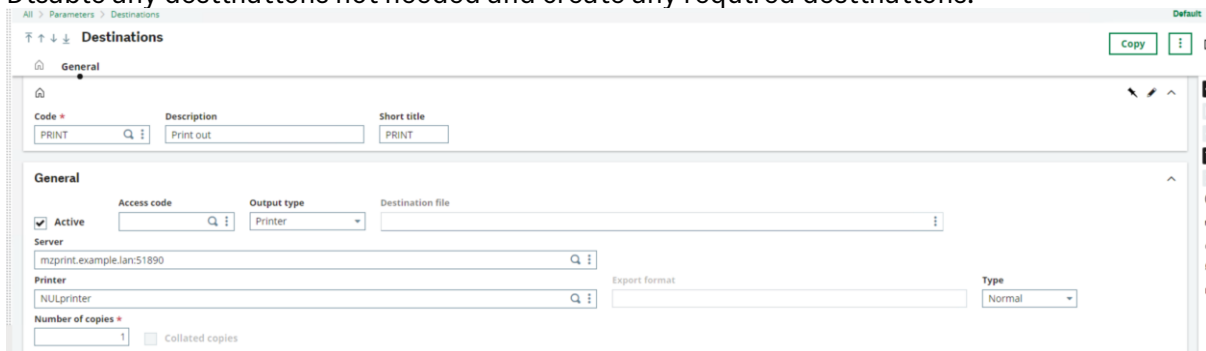 Disable any destinations not needed and create any required destinations.
All > Parameters > Destinations
Default
Destinations
Copy
General
Code *
Description
Short title
PRINT
Print out
PRINT
General
Access code
Output type
Destination file
Active
Printer
Server
mzprint.example.lan:51890
Printer
Export format
Type
NULprinter
Normal
Number of copies *
1
Collated copies